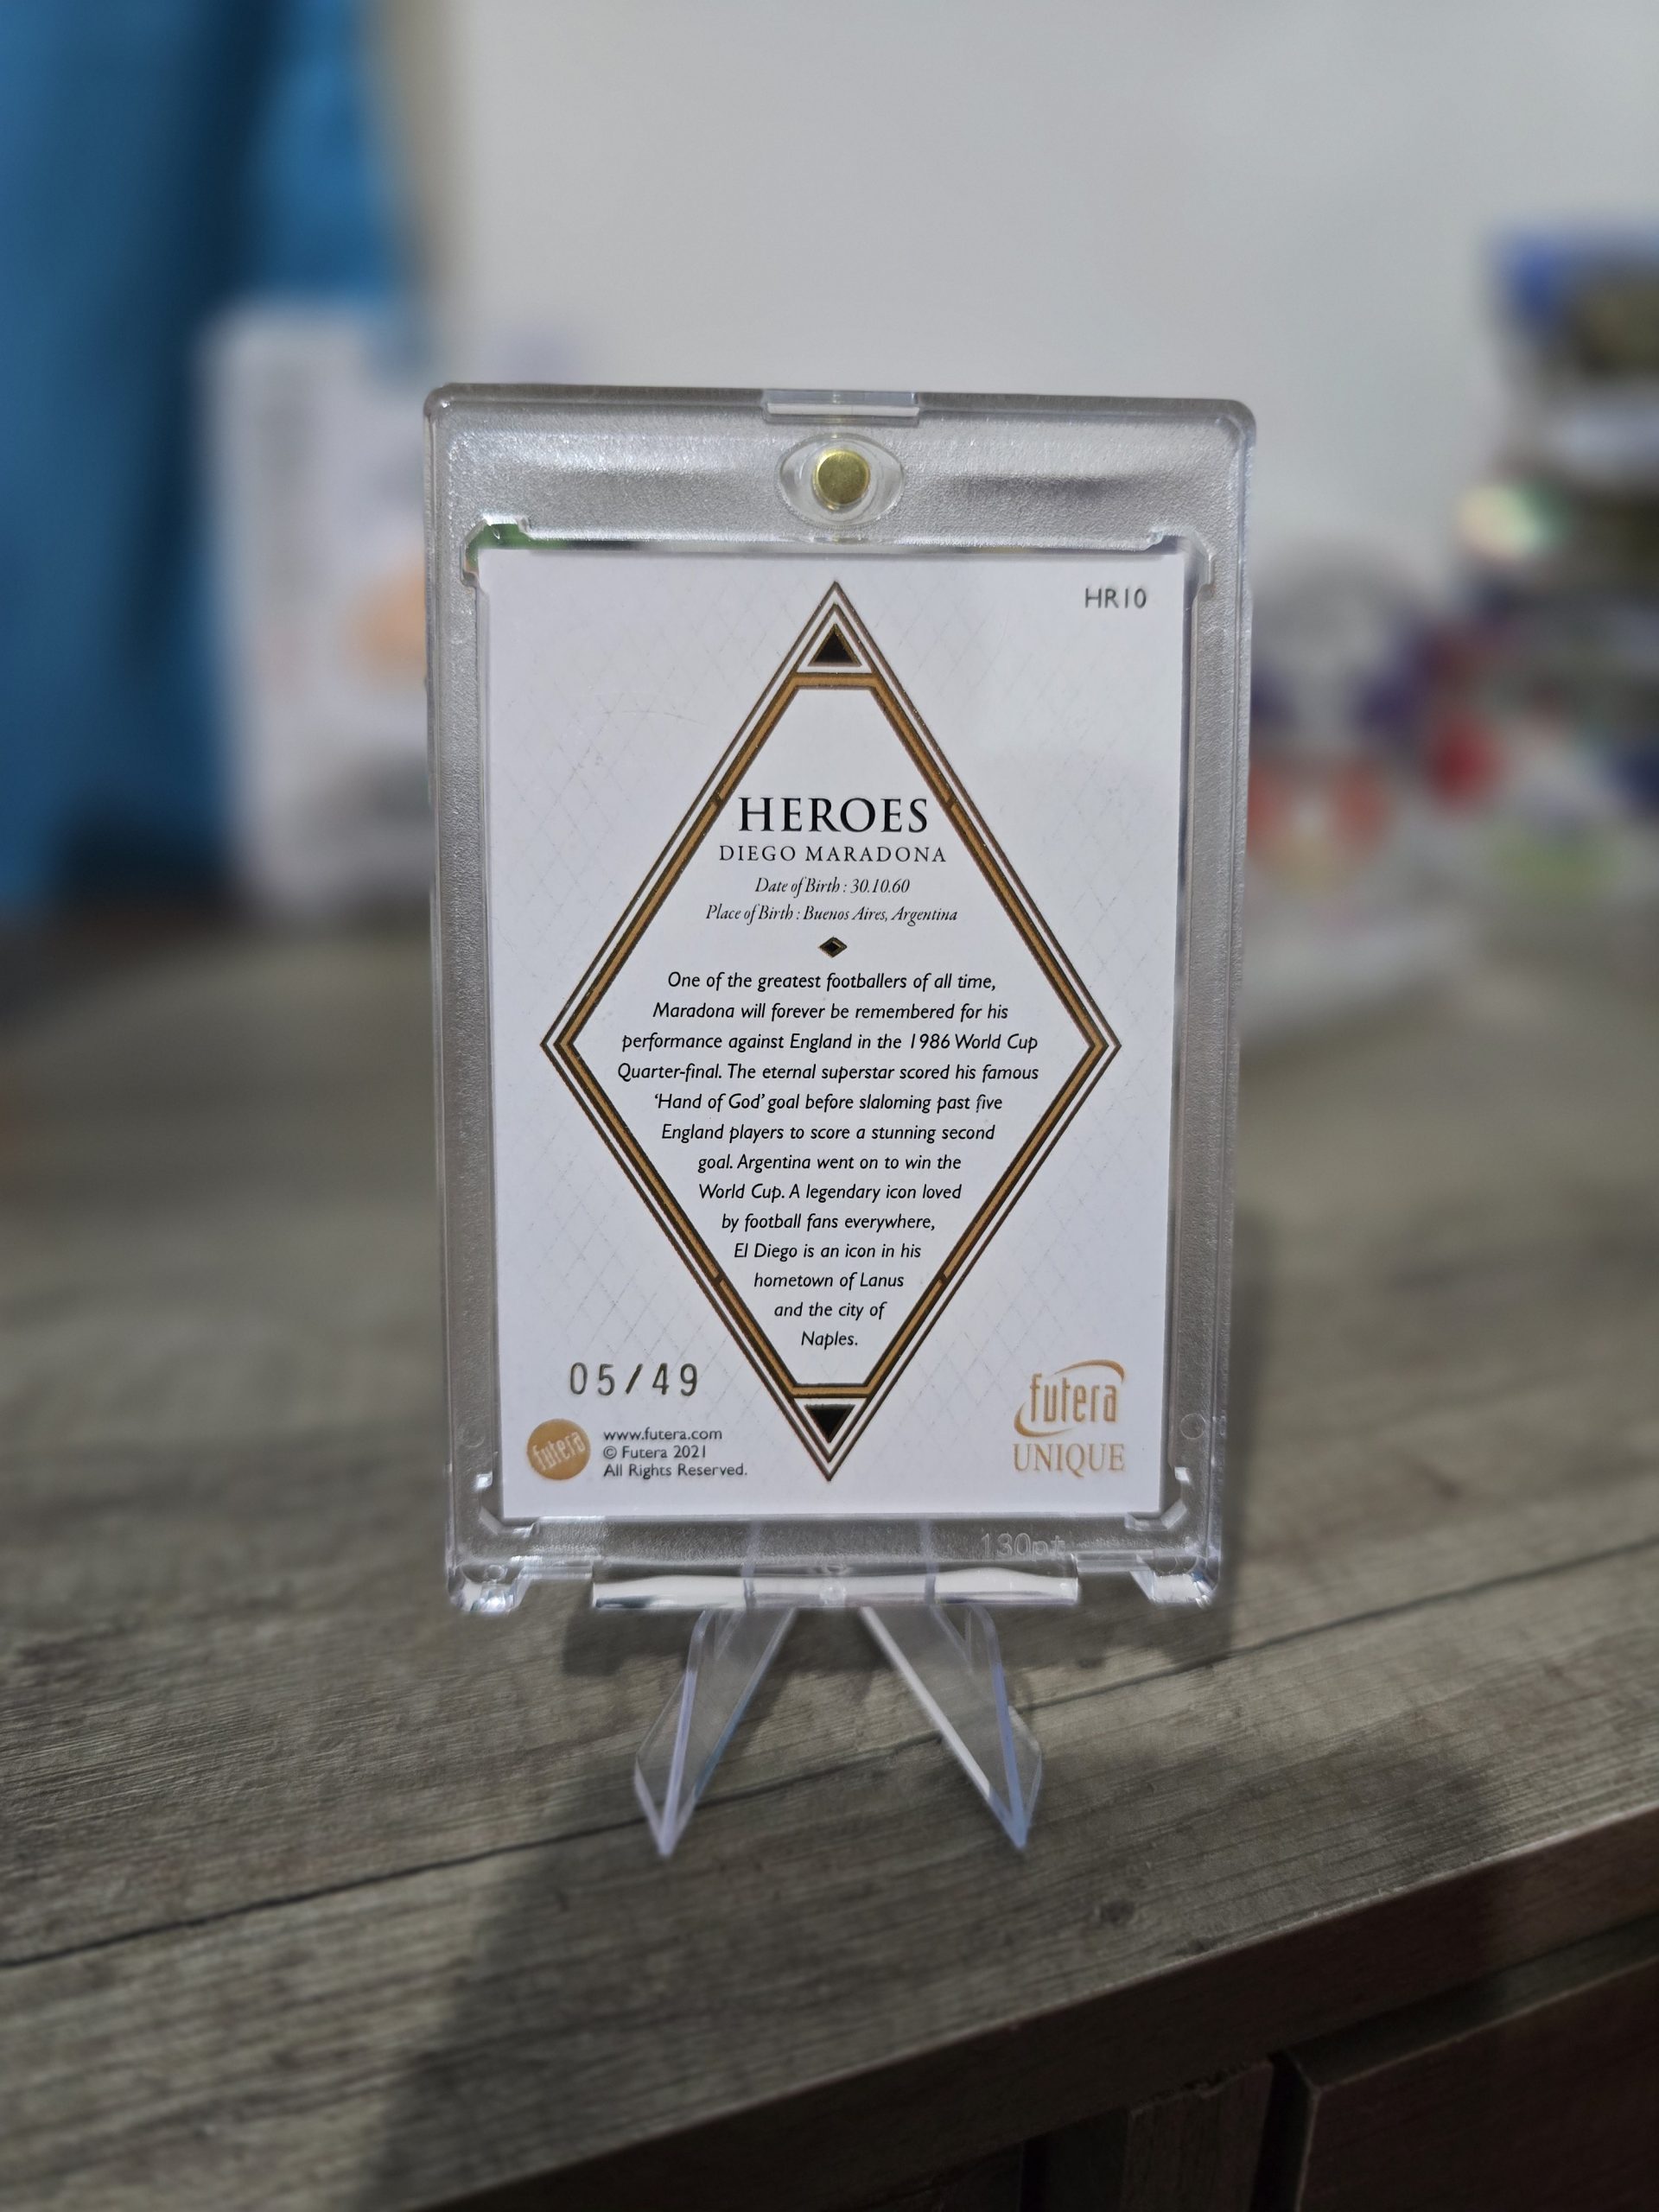 HR10
HEROES
DIEGO MARADONA
Date of Birth : 30.10.60
Place of Birth : Buenos Aires, Argentina
One of the greatest footballers of all time,
Maradona will forever be remembered for his
performance against England in the 1986 World Cup
Quarter-final. The eternal superstar scored his famous
‘Hand of God’ goal before slaloming past five
England players to score a stunning second
goal. Argentina went on to win the
World Cup. A legendary icon loved
by football fans everywhere,
El Diego is an icon in his
hometown of Lanus
and the city of
Naples.
05/49
futera
www.futera.com
© Futera 2021
All Rights Reserved.
futera
UNIQUE
130pt